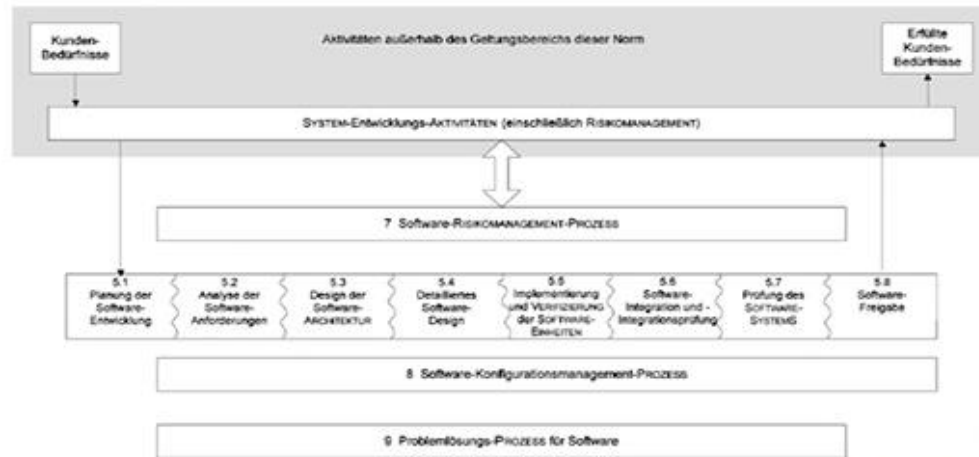 Kunden-
Bedürfnisse
Aktivitäten außerhalb des Geltungsbereichs dieser Norm
Erfüllte
Kunden-
Bedürfnisse
SYSTEM-Entwicklungs-AKTIVITÄTEN (einschließlich RISIKOMANAGEMENT)
7 Software-RISIKOMANAGEMENT-PROZESS
5.1
Planung der
Software-
Entwicklung
5.2
Analyse der
Software-
Anforderungen
5.3
Design der
Software-
ARCHITEKTUR
5.4
Detailliertes
Software-
Design
5.5
Implementierung
und VERIFIZIERUNG
der SOFTWARE-
EINHEITEN
5.6
Software-
Integration und -
Integrationsprüfung
5.7
Prüfung des
SOFTWARE-
SYSTEMS
5.8
Software-
Freigabe
8 Software-Konfigurationsmanagement-PROZESS
9 Problemlösungs-PROZESS für Software